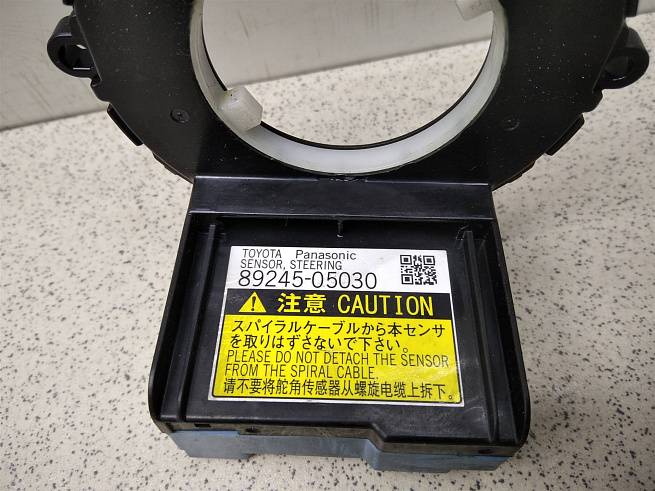 TOYOTA Panasonic
SENSOR, STEERING
89245-05030
注意 CAUTION
スパイラルケーブルから本センサ
を取りはずさないで下さい。
PLEASE DO NOT DETACH THE SENSOR
FROM THE SPIRAL CABLE.
请不要将舵角传感器从螺旋电缆上拆下。